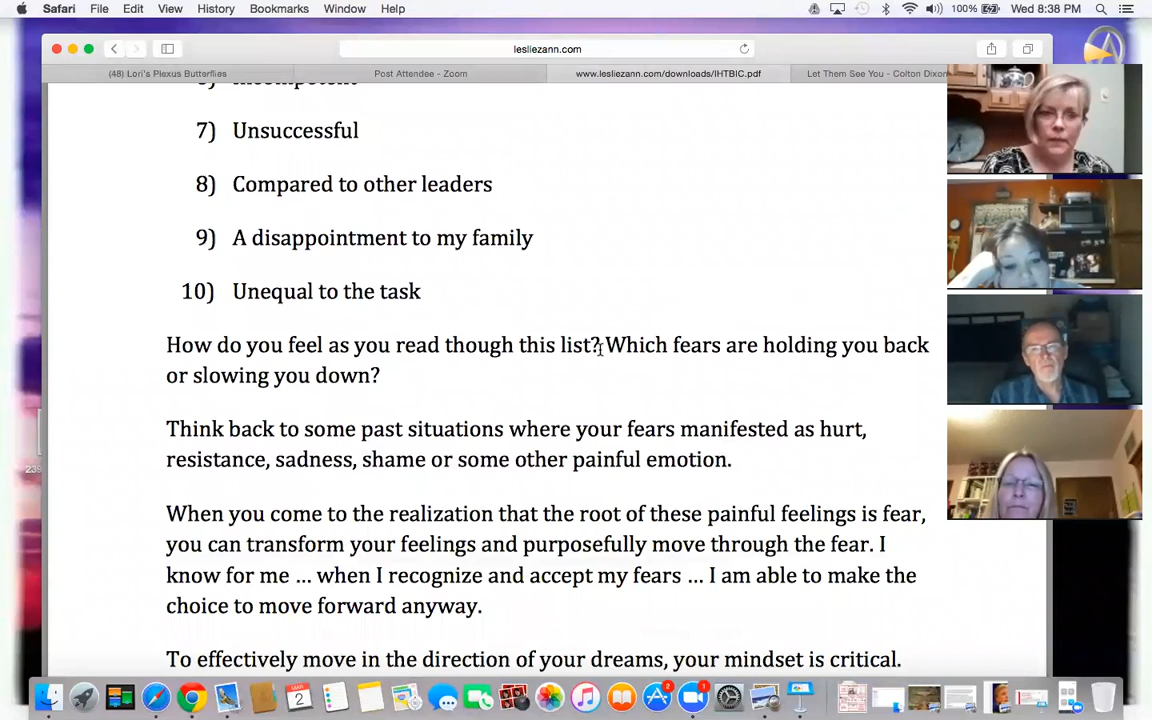 Safari File Edit View History Bookmarks Window Help 100% Wed 8:38 PM
lesliezann.com
(48) Lori's Plexus Butterflies Post Attendee - Zoom www.lesliezann.com/downloads/IHTBIC.pdf Let Them See You - Colton Dixon
7) Unsuccessful
8) Compared to other leaders
9) A disappointment to my family
10) Unequal to the task
How do you feel as you read though this list? Which fears are holding you back
or slowing you down?
Think back to some past situations where your fears manifested as hurt,
resistance, sadness, shame or some other painful emotion.
When you come to the realization that the root of these painful feelings is fear,
you can transform your feelings and purposefully move through the fear. I
know for me ... when I recognize and accept my fears ... I am able to make the
choice to move forward anyway.
To effectively move in the direction of your dreams, your mindset is critical.
239
MAR
2
2
1